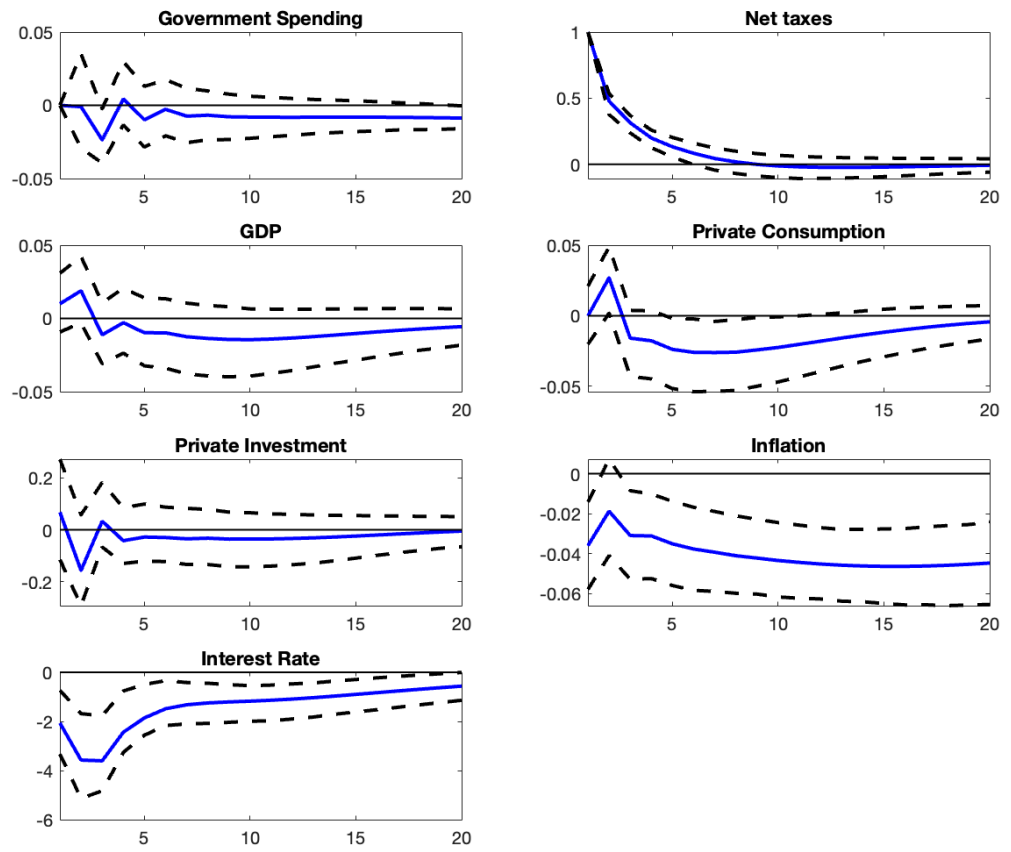 Government Spending
0.05
0
-0.05
5 10 15 20
Net taxes
1
0.5
0
5 10 15 20
GDP
0.05
0
-0.05
5 10 15 20
Private Consumption
0.05
0
-0.05
5 10 15 20
Private Investment
0.2
0
-0.2
5 10 15 20
Inflation
0
-0.02
-0.04
-0.06
5 10 15 20
Interest Rate
0
-2
-4
-6
5 10 15 20